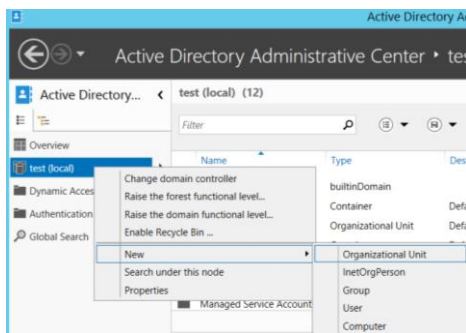 Active Directory A
Active Directory Administrative Center • tes
Active Directory...
test (local) (12)
Filter
Overview
test (local)
Dynamic Acces
Authentication
Global Search
Name
Type
Des
builtinDomain
Container
Defa
Organizational Unit
Defa
Change domain controller
Raise the forest functional level...
Raise the domain functional level...
Enable Recycle Bin ...
New
Search under this node
Properties
Organizational Unit
InetOrgPerson
Group
User
Computer
Managed Service Account